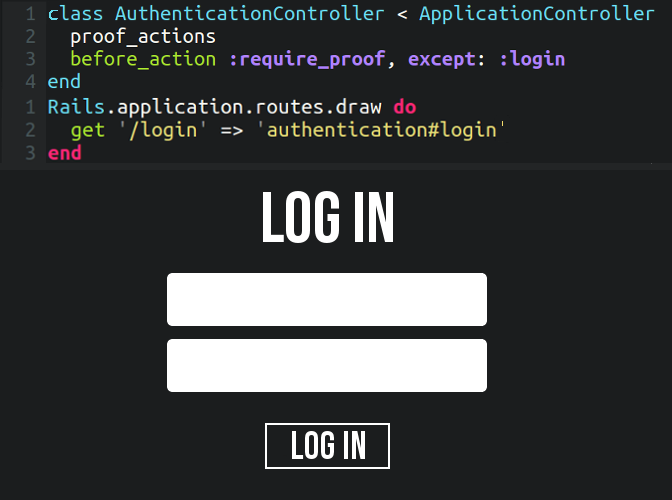 1 class AuthenticationController < ApplicationController
2   proof_actions
3   before_action :require_proof, except: :login
4 end
1 Rails.application.routes.draw do
2   get '/login' => 'authentication#login'
3 end
LOG IN
LOG IN